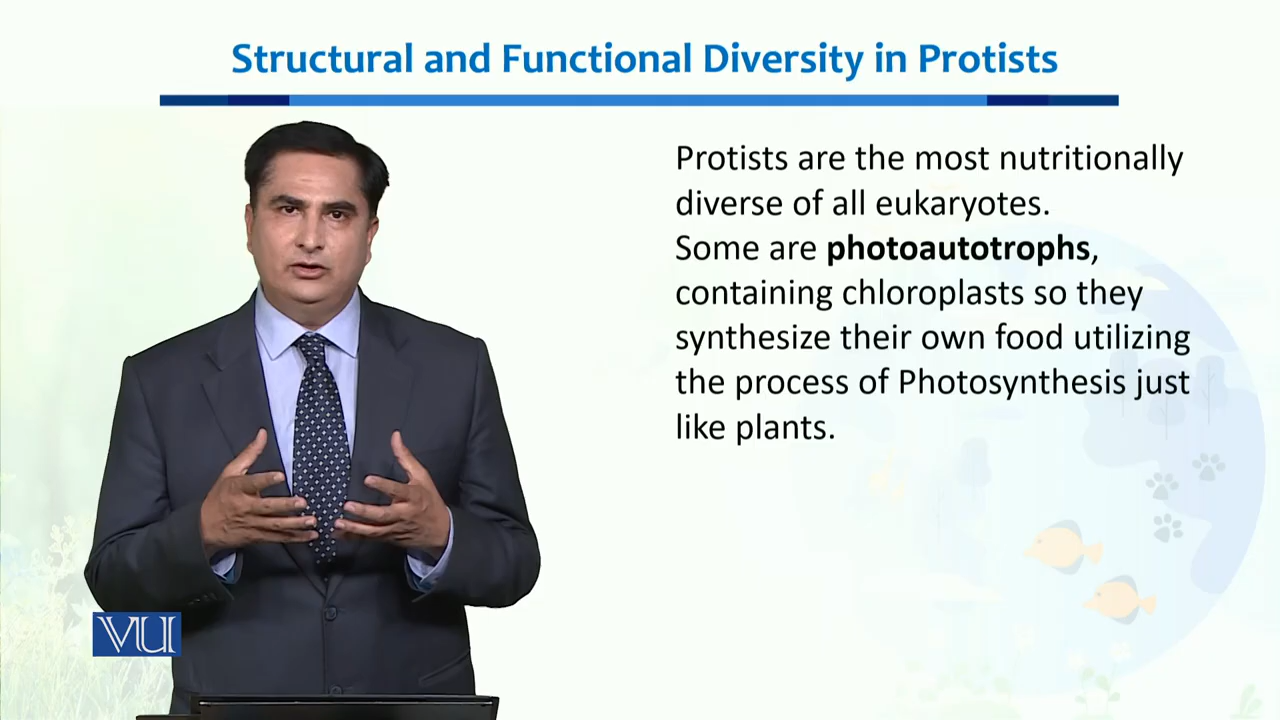 Structural and Functional Diversity in Protists
Protists are the most nutritionally
diverse of all eukaryotes.
Some are photoautotrophs,
containing chloroplasts so they
synthesize their own food utilizing
the process of Photosynthesis just
like plants.
VU